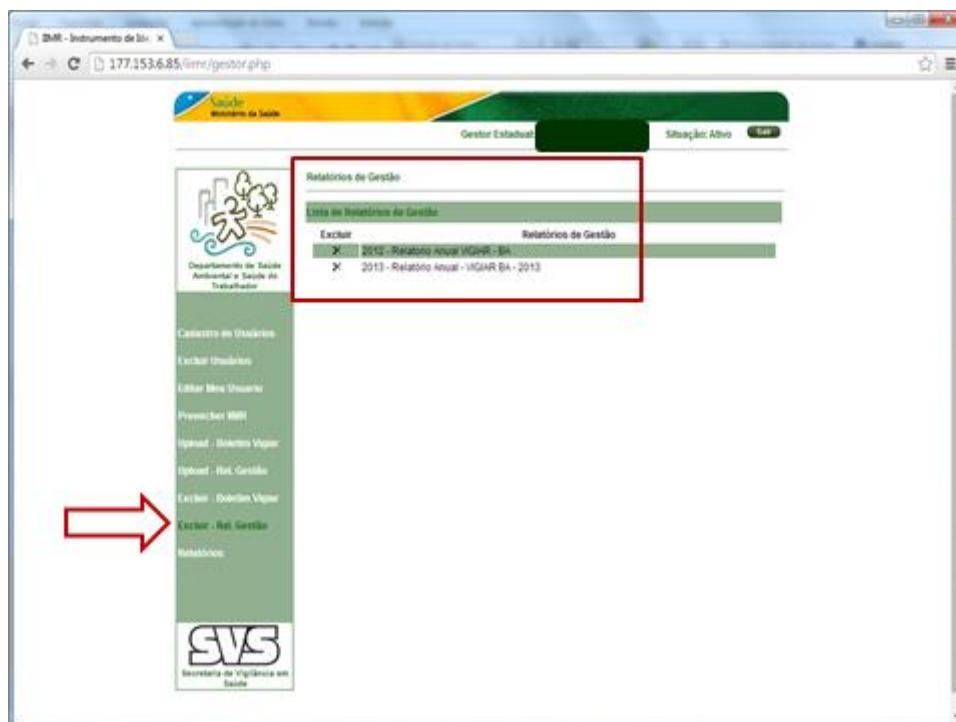 IIMR - Instrumento de Ide
177.153.6.85/iimr/gestor.php
Saúde
Ministério da Saúde
Gestor Estadual: Situação: Ativo Sair
Relatórios de Gestão
Lista de Relatórios de Gestão
Excluir Relatórios de Gestão
2012 - Relatório Anual VIGIAR - BA
2013 - Relatório Anual - VIGIAR BA - 2013
Departamento de Saúde
Ambiental e Saúde do
Trabalhador
Cadastro de Usuários
Excluir Usuários
Editar Meu Usuario
Preencher IIMR
Upload - Boletim Vigiar
Upload - Rel. Gestão
Excluir - Boletim Vigiar
Excluir - Rel. Gestão
Relatórios
SVS
Secretaria de Vigilância em
Saúde